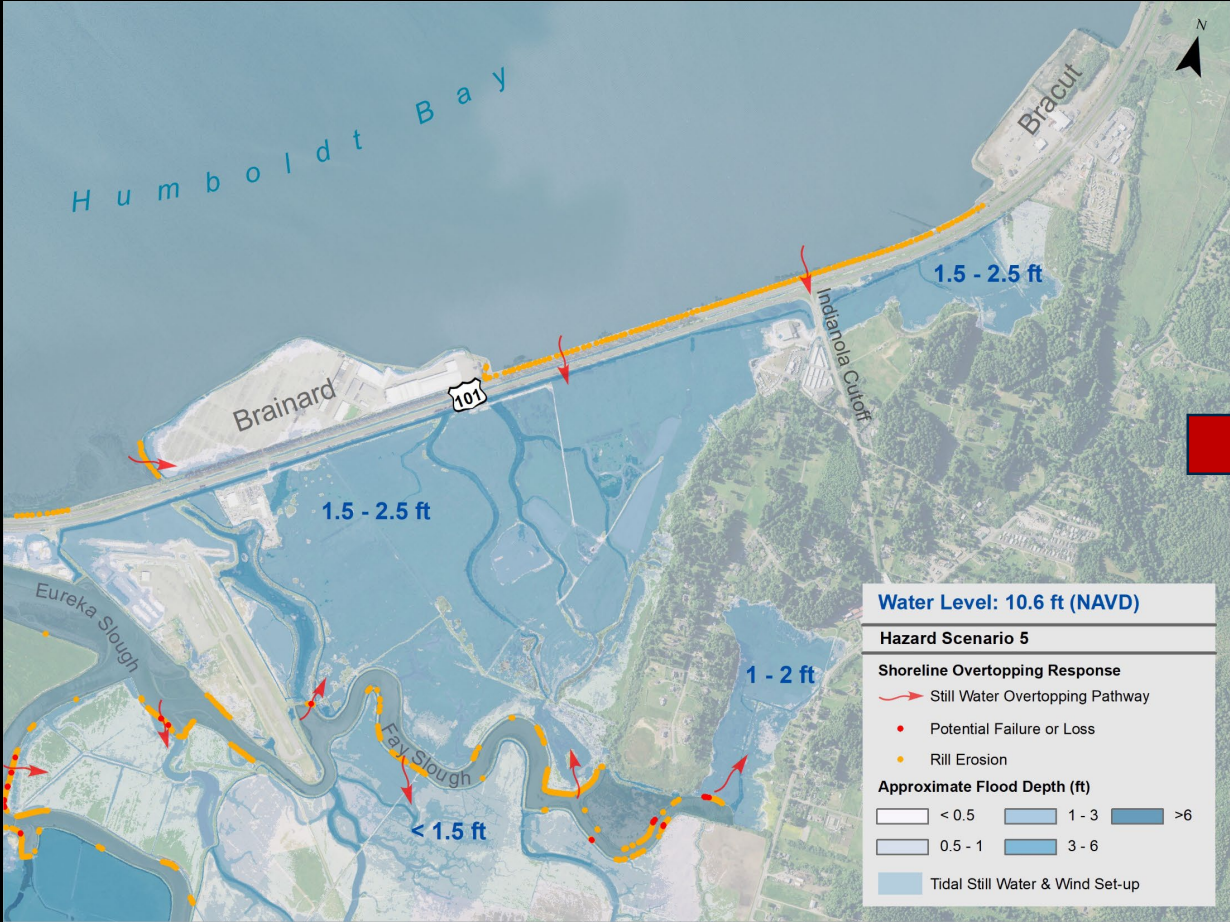 N
Humboldt Bay
Bracut
1.5 - 2.5 ft
Indianola Cutoff
Brainard
101
1.5 - 2.5 ft
Eureka Slough
1 - 2 ft
Fay Slough
< 1.5 ft
Water Level: 10.6 ft (NAVD)
Hazard Scenario 5
Shoreline Overtopping Response
Still Water Overtopping Pathway
Potential Failure or Loss
Rill Erosion
Approximate Flood Depth (ft)
< 0.5 1 - 3 >6
0.5 - 1 3 - 6
Tidal Still Water & Wind Set-up